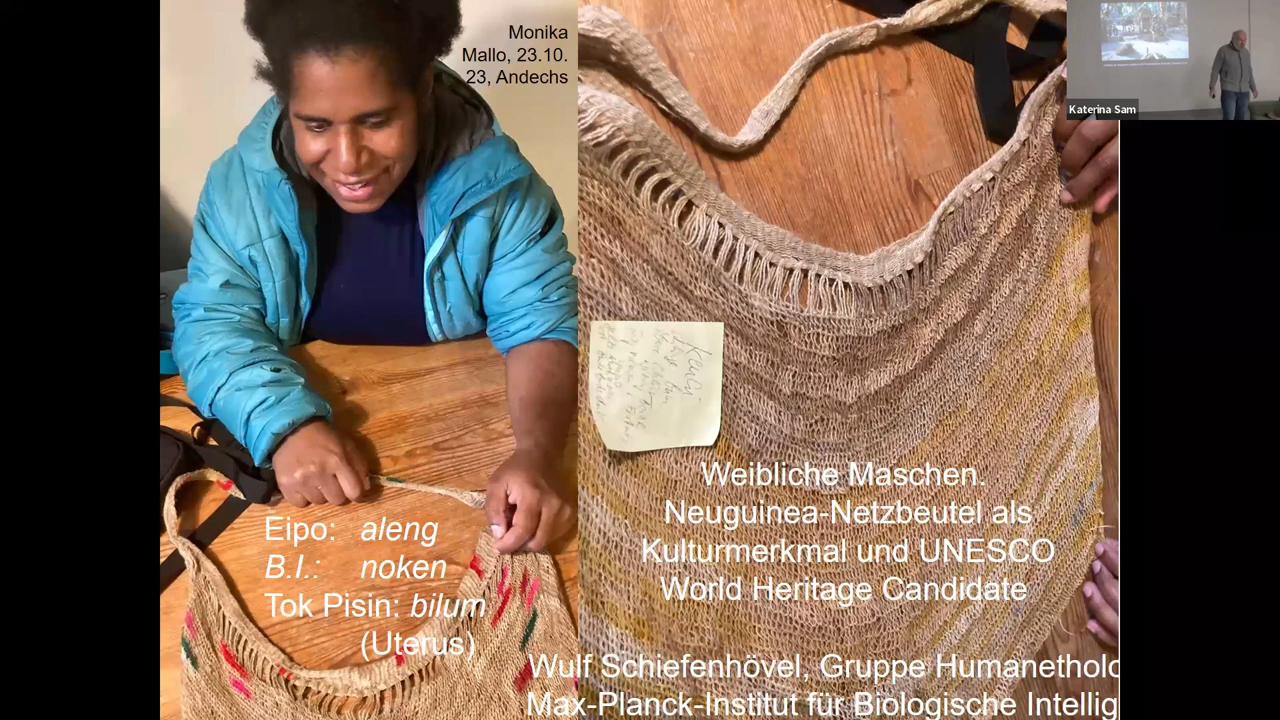 Monika
Mallo, 23.10.
23, Andechs
Katerina Sam
Eipo: aleng
B.I.: noken
Tok Pisin: bilum
(Uterus)
Weibliche Maschen.
Neuguinea-Netzbeutel als
Kulturmerkmal und UNESCO
World Heritage Candidate
Wulf Schiefenhövel, Gruppe Humanetholo
Max-Planck-Institut für Biologische Intellig